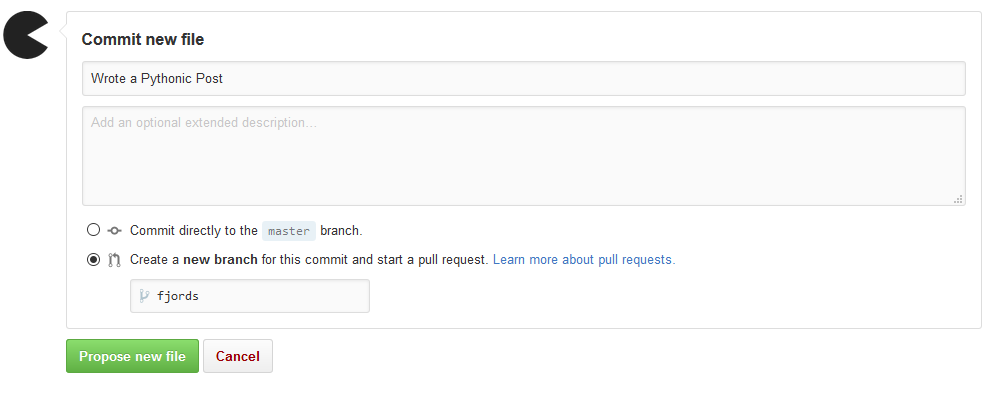 Commit new file
Wrote a Pythonic Post
Add an optional extended description...
Commit directly to the master branch.
Create a new branch for this commit and start a pull request. Learn more about pull requests.
fjords
Propose new file
Cancel